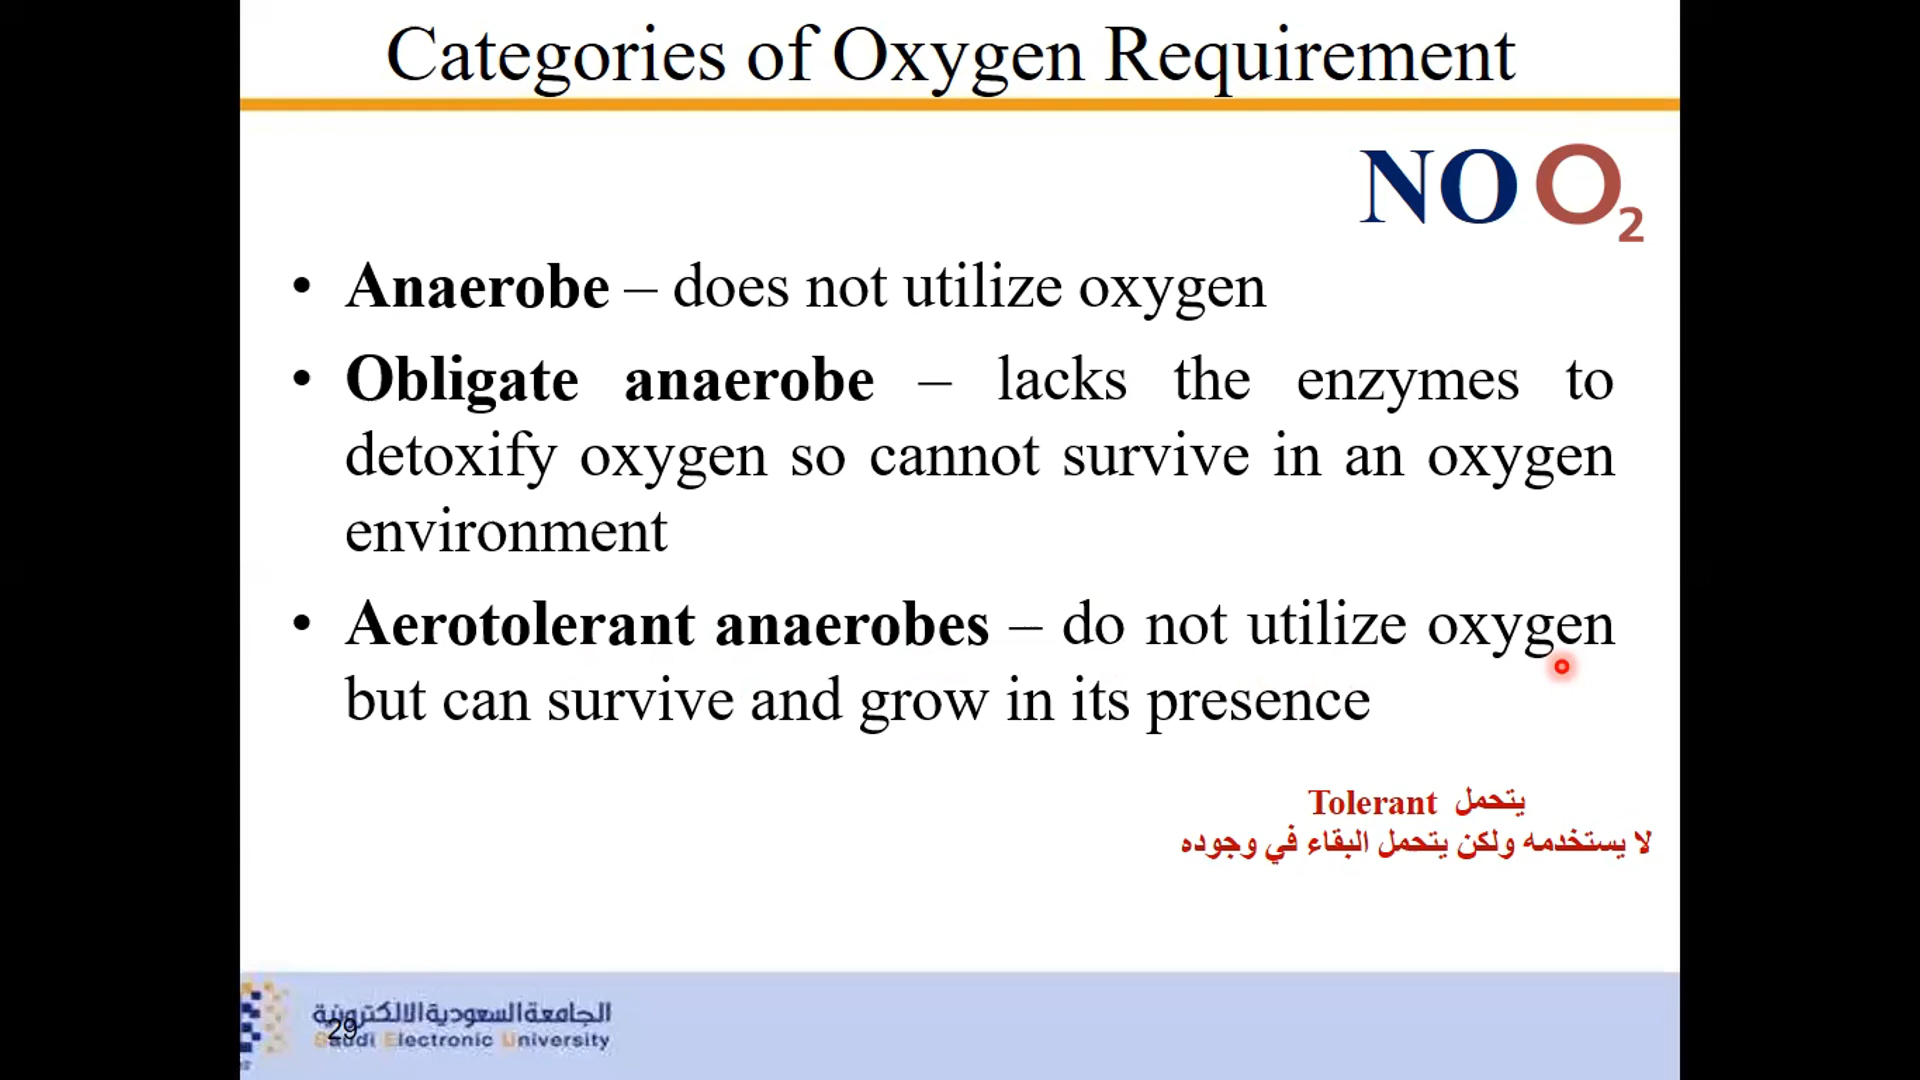 Categories of Oxygen Requirement
NO O2
• Anaerobe – does not utilize oxygen
• Obligate anaerobe – lacks the enzymes to
detoxify oxygen so cannot survive in an oxygen
environment
• Aerotolerant anaerobes – do not utilize oxygen
but can survive and grow in its presence
Tolerant يتحمل
لا يستخدمه ولكن يتحمل البقاء في وجوده
الجامعة السعودية الالكترونية
29
Saudi Electronic University